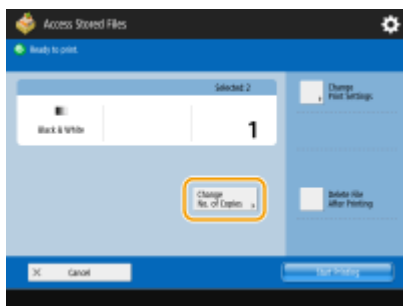 Access Stored Files
Ready to print.
Selected: 2
Black & White
1
Change
No. of Copies
Change
Print Settings
Delete File
After Printing
Cancel
Start Printing